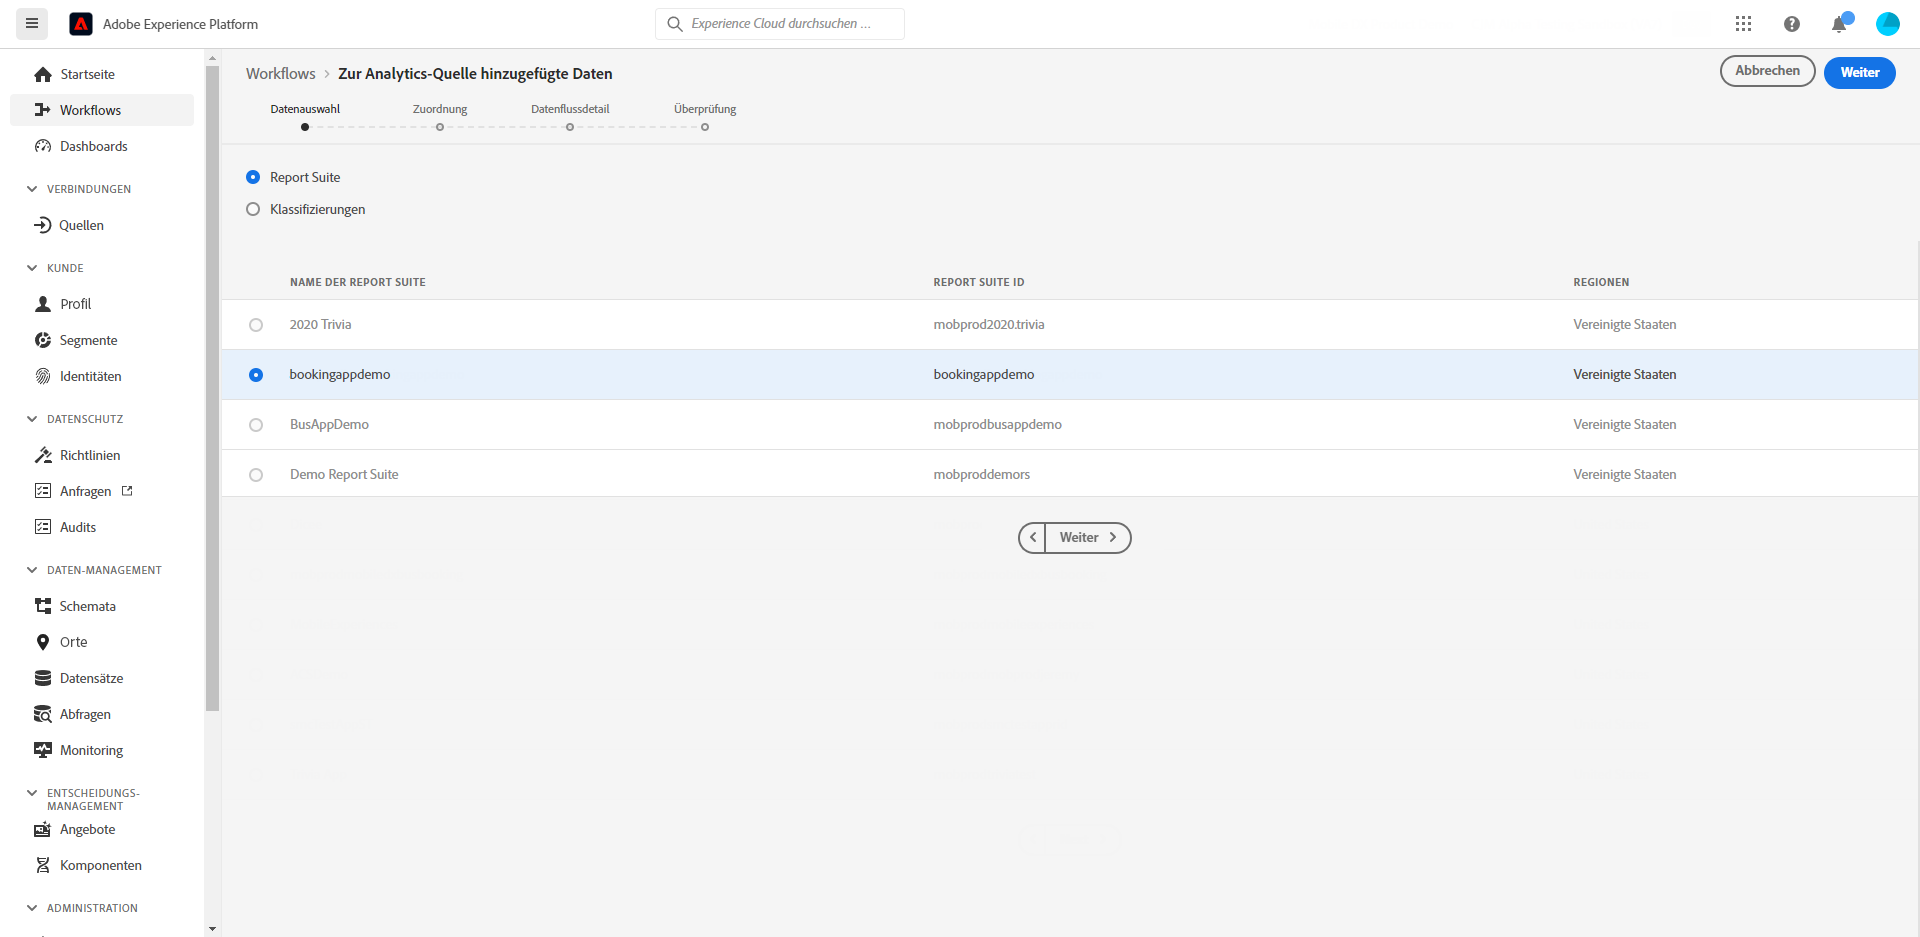 Adobe Experience Platform
Experience Cloud durchsuchen ...
Startseite
Workflows
Dashboards
VERBINDUNGEN
Quellen
KUNDE
Profil
Segmente
Identitäten
DATENSCHUTZ
Richtlinien
Anfragen
Audits
DATEN-MANAGEMENT
Schemata
Orte
Datensätze
Abfragen
Monitoring
ENTSCHEIDUNGS-
MANAGEMENT
Angebote
Komponenten
ADMINISTRATION
Workflows > Zur Analytics-Quelle hinzugefügte Daten
Abbrechen Weiter
Datenauswahl Zuordnung Datenflussdetail Überprüfung
Report Suite
Klassifizierungen
NAME DER REPORT SUITE REPORT SUITE ID REGIONEN
2020 Trivia mobprod2020.trivia Vereinigte Staaten
bookingappdemo bookingappdemo Vereinigte Staaten
BusAppDemo mobprodbusappdemo Vereinigte Staaten
Demo Report Suite mobproddemors Vereinigte Staaten
Weiter